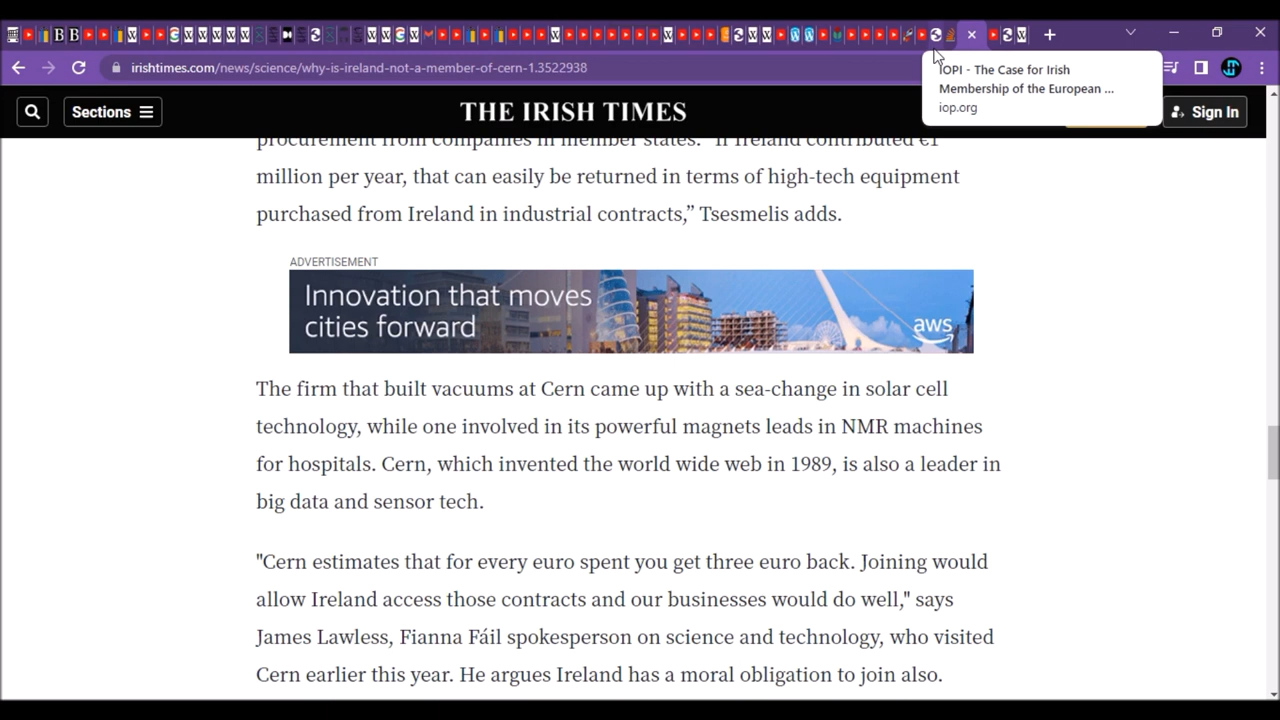 IOPI - The Case for Irish
Membership of the European ...
iop.org
irishtimes.com/news/science/why-is-ireland-not-a-member-of-cern-1.3522938
Sections
THE IRISH TIMES
Sign In
procurement from companies in member states. "If Ireland contributed €1
million per year, that can easily be returned in terms of high-tech equipment
purchased from Ireland in industrial contracts,” Tsesmelis adds.
ADVERTISEMENT
Innovation that moves
cities forward
aws
The firm that built vacuums at Cern came up with a sea-change in solar cell
technology, while one involved in its powerful magnets leads in NMR machines
for hospitals. Cern, which invented the world wide web in 1989, is also a leader in
big data and sensor tech.
"Cern estimates that for every euro spent you get three euro back. Joining would
allow Ireland access those contracts and our businesses would do well," says
James Lawless, Fianna Fáil spokesperson on science and technology, who visited
Cern earlier this year. He argues Ireland has a moral obligation to join also.